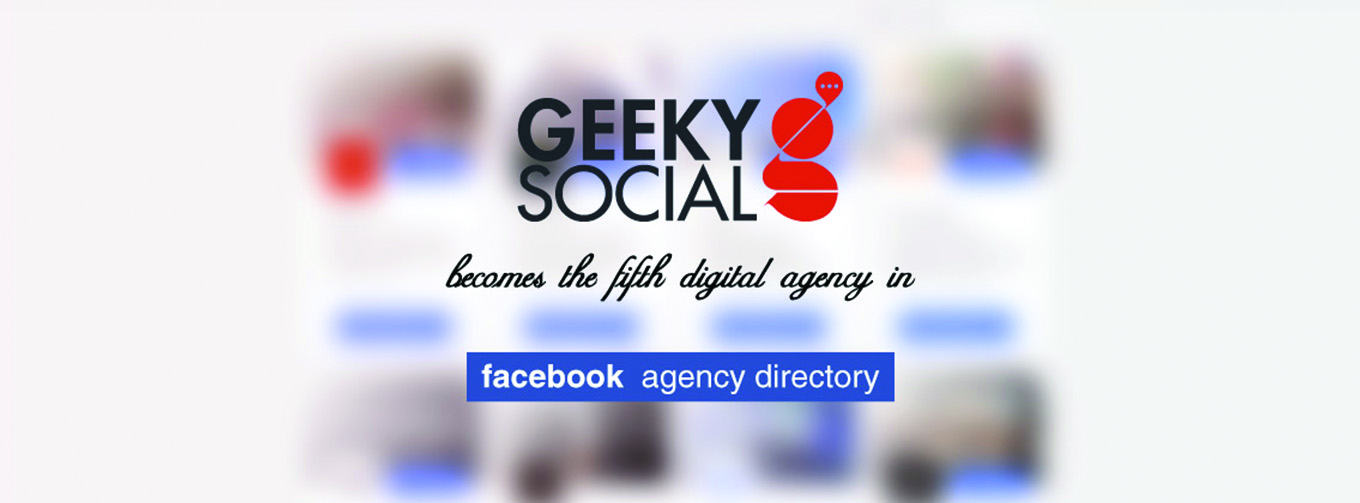 GEEKY
SOCIAL
becomes the fifth digital agency in
facebook agency directory